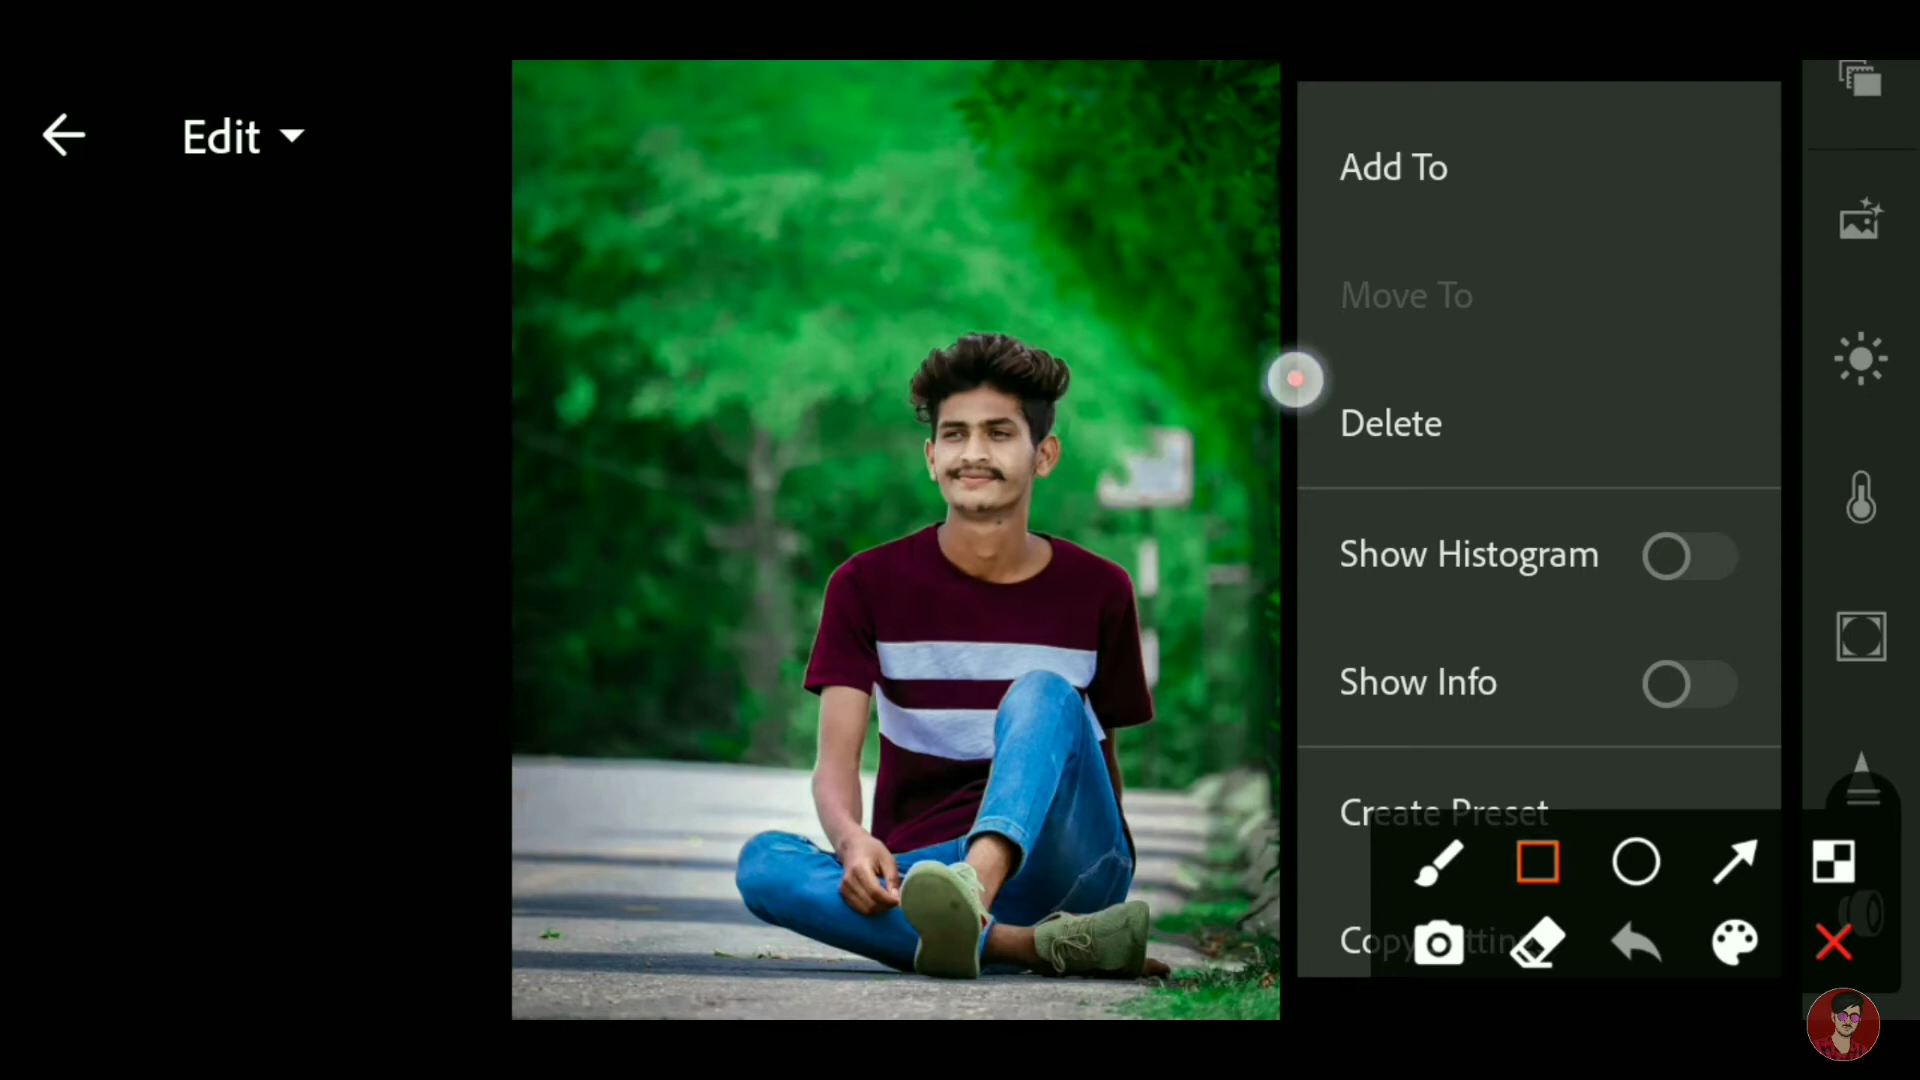 Edit
Add To
Move To
Delete
Show Histogram
Show Info
Create Preset